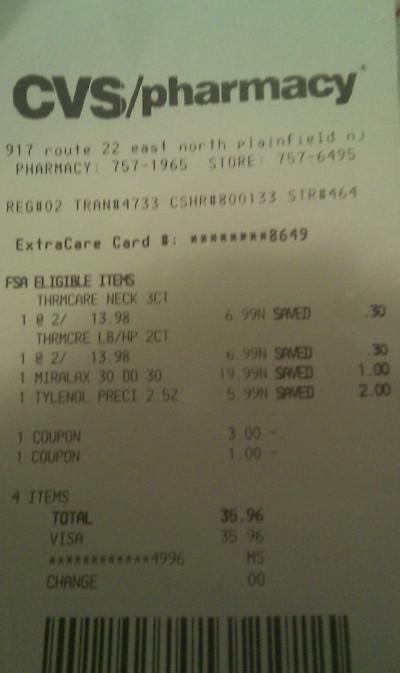 CVS/pharmacy
917 route 22 east north plainfield nj
PHARMACY: 757-1965 STORE: 757-6495
REG#02 TRAN#4733 CSHR#800133 STR#464
ExtraCare Card #: ********8649
FSA ELIGIBLE ITEMS
THRMCARE NECK 3CT
1 @ 2/ 13.98 6.99N SAVED .30
THRMCRE LB/HP 2CT
1 @ 2/ 13.98 6.99N SAVED .30
1 MIRALAX 30 DO 30 19.99N SAVED 1.00
1 TYLENOL PRECI 2.5Z 5.99N SAVED 2.00
1 COUPON 3.00 -
1 COUPON 1.00 -
4 ITEMS
TOTAL 35.96
VISA 35.96
************4996 MS
CHANGE .00